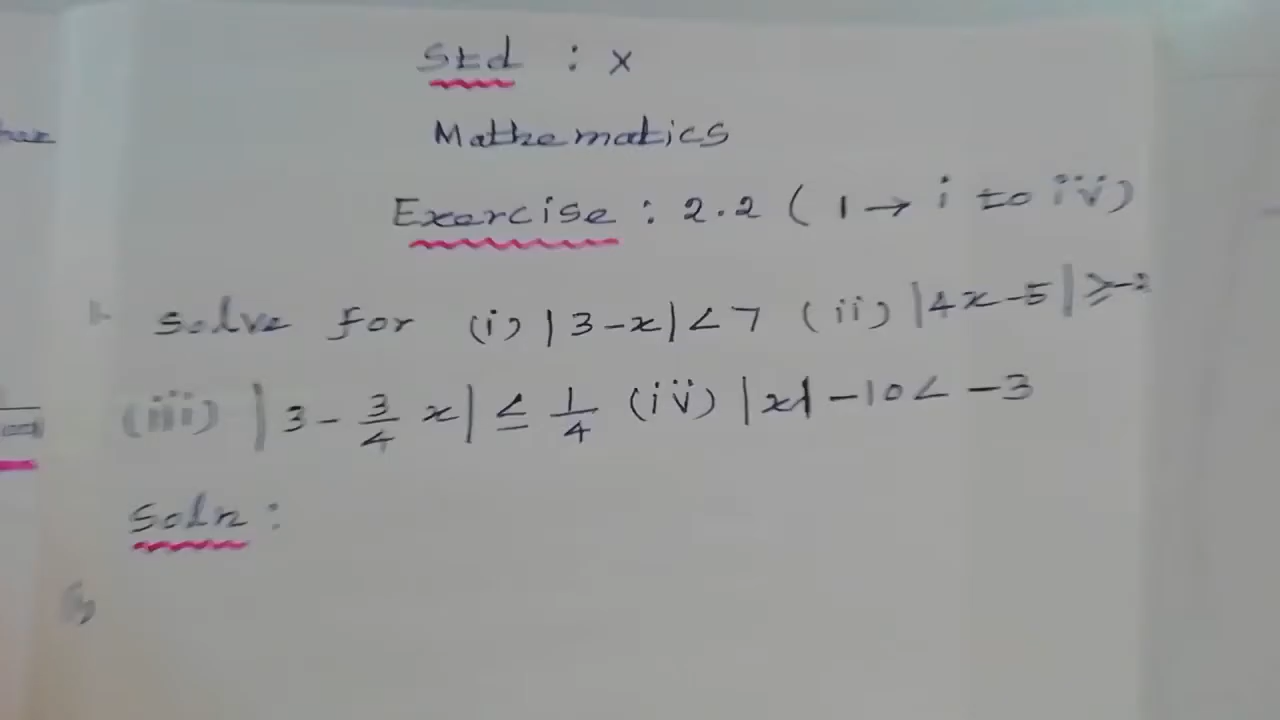 Std : X
Mathematics
Exercise : 2.2 ( 1 → i to iv)
1. Solve for (i) |3-x| < 7 (ii) |4x-5| ≥ -2
(iii) |3 - 3/4 x| ≤ 1/4 (iv) |x| - 10 < -3
Soln :